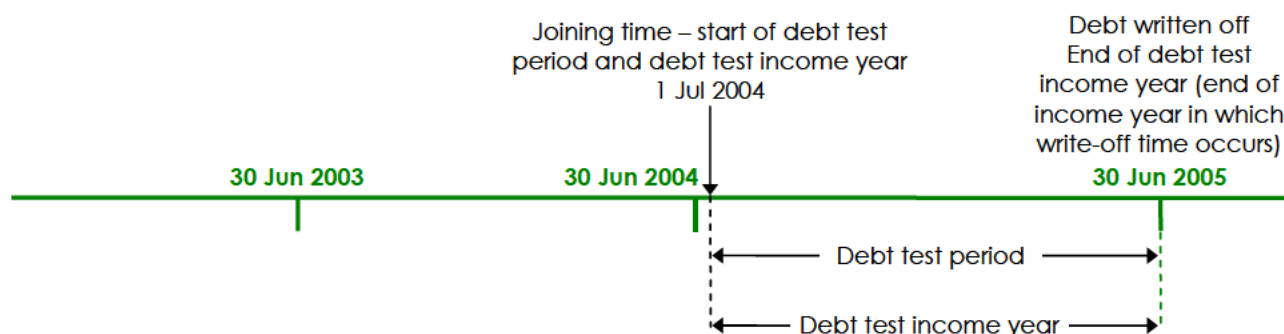 Joining time – start of debt test
period and debt test income year
1 Jul 2004
Debt written off
End of debt test
income year (end of
income year in which
write-off time occurs)
30 Jun 2003
30 Jun 2004
30 Jun 2005
Debt test period
Debt test income year